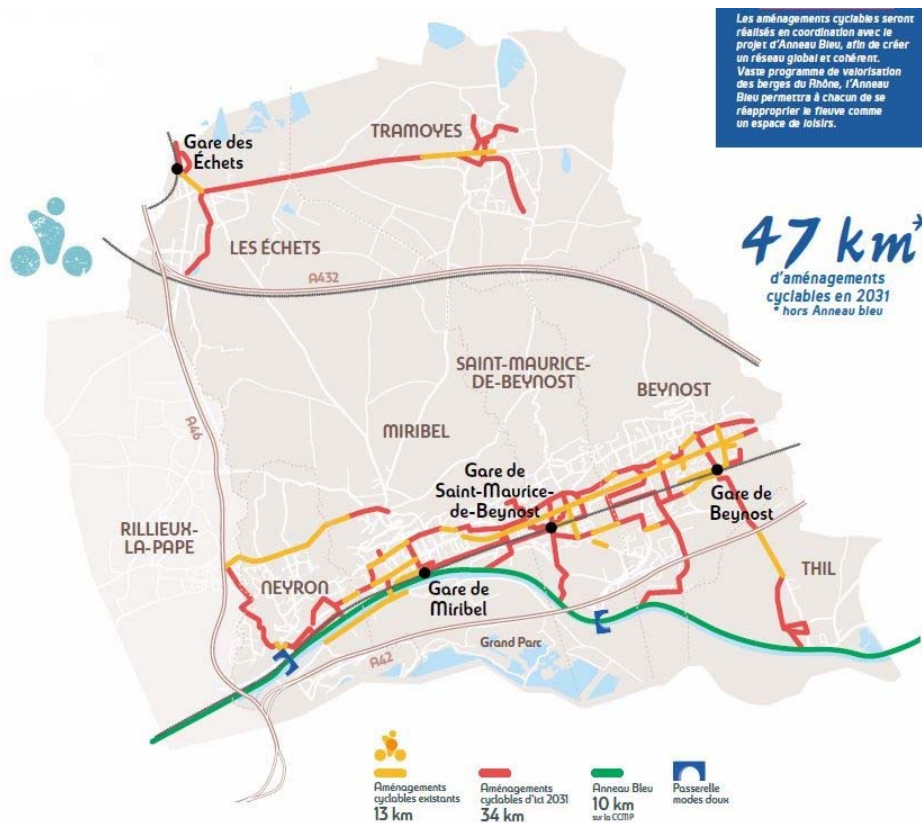 Les aménagements cyclables seront
réalisés en coordination avec le
projet d'Anneau Bleu, afin de créer
un réseau global et cohérent.
Vaste programme de valorisation
des berges du Rhône, l'Anneau
Bleu permettra à chacun de se
réapproprier le fleuve comme
un espace de loisirs.
TRAMOYES
Gare des
Échets
LES ÉCHETS
A432
47 km*
d'aménagements
cyclables en 2031
* hors Anneau bleu
SAINT-MAURICE-
DE-BEYNOST
BEYNOST
MIRIBEL
A46
Gare de
Saint-Maurice-
de-Beynost
Gare de
Beynost
RILLIEUX-
LA-PAPE
NEYRON
THIL
Gare de
Miribel
Grand Parc
A42
Aménagements
cyclables existants
13 km
Aménagements
cyclables d'ici 2031
34 km
Anneau Bleu
10 km
sur la CCMP
Passerelle
modes doux